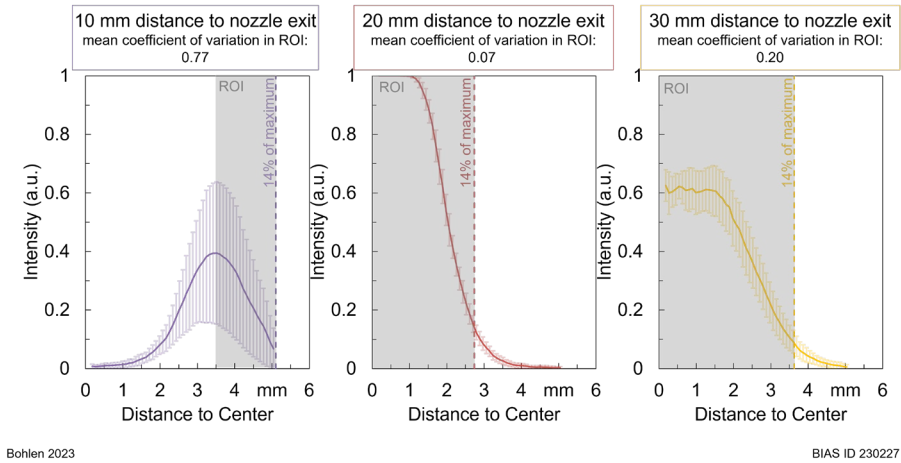 10 mm distance to nozzle exit
mean coefficient of variation in ROI:
0.77
20 mm distance to nozzle exit
mean coefficient of variation in ROI:
0.07
30 mm distance to nozzle exit
mean coefficient of variation in ROI:
0.20
Intensity (a.u.)
1
0.8
0.6
0.4
0.2
0
ROI
14% of maximum
0 1 2 3 4 mm 6
Distance to Center
Intensity (a.u.)
1
0.8
0.6
0.4
0.2
0
ROI
14% of maximum
0 1 2 3 4 mm 6
Distance to Center
Intensity (a.u.)
1
0.8
0.6
0.4
0.2
0
ROI
14% of maximum
0 1 2 3 4 mm 6
Distance to Center
Bohlen 2023
BIAS ID 230227